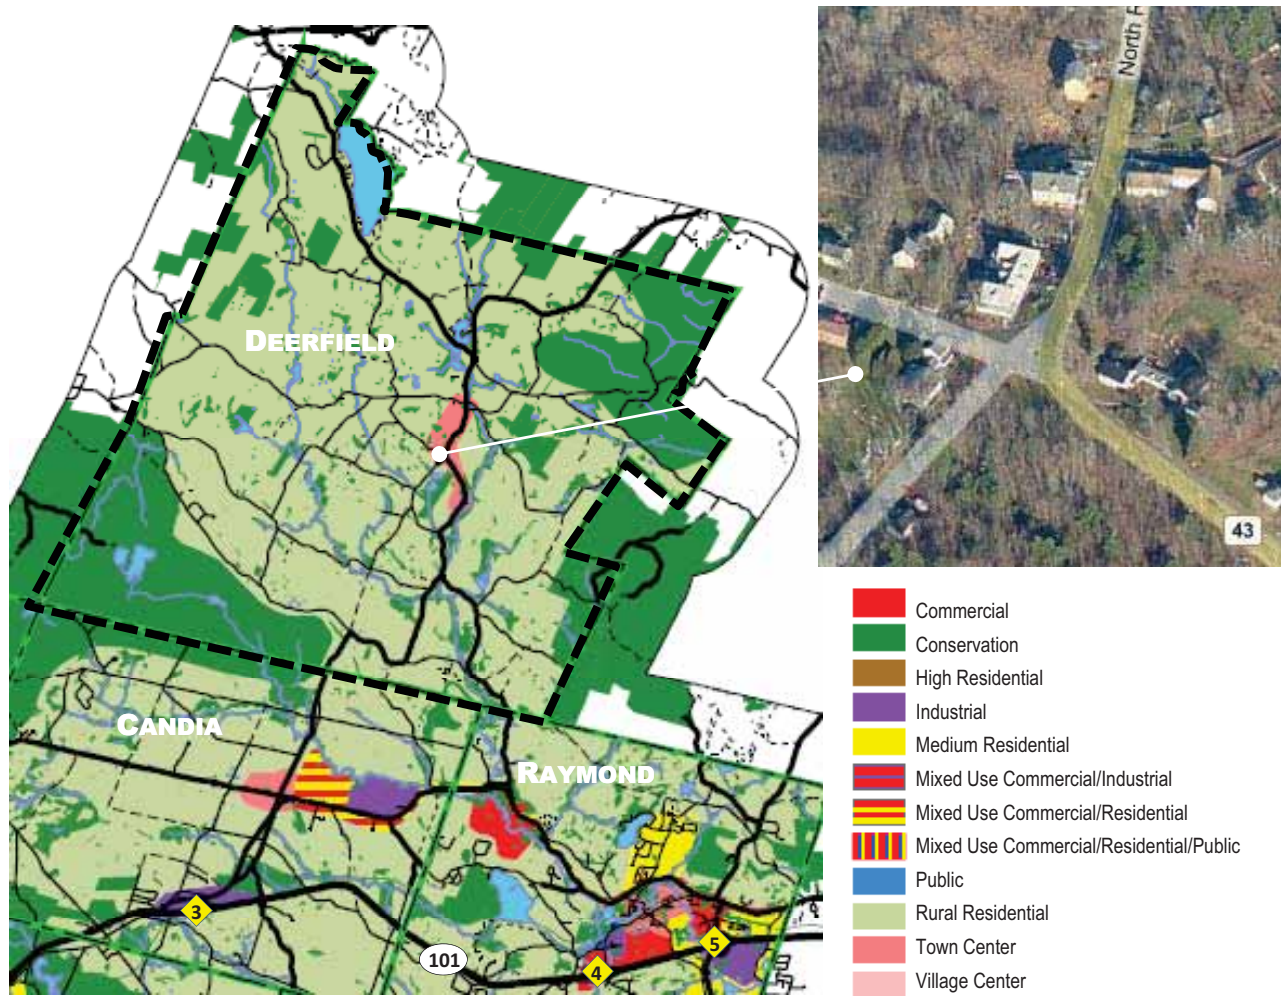 North
43
DEERFIELD
CANDIA
RAYMOND
3
101
4
5
Commercial
Conservation
High Residential
Industrial
Medium Residential
Mixed Use Commercial/Industrial
Mixed Use Commercial/Residential
Mixed Use Commercial/Residential/Public
Public
Rural Residential
Town Center
Village Center